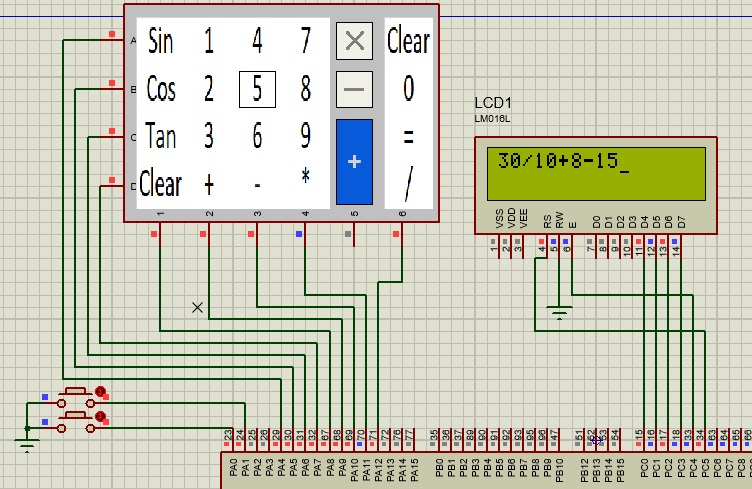 A Sin 1 4 7 × Clear
B Cos 2 5 8 − 0
C Tan 3 6 9 + =
D Clear + - * /
1 2 3 4 5 6
LCD1
LM016L
30/10+8-15_
VSS VDD VEE RS RW E D0 D1 D2 D3 D4 D5 D6 D7
1 2 3 4 5 6 7 8 9 10 11 12 13 14
23 24 25 26 29 30 31 32 67 68 69 70 71 72 76 77
PA0 PA1 PA2 PA3 PA4 PA5 PA6 PA7 PA8 PA9 PA10 PA11 PA12 PA13 PA14 PA15
35 36 37 89 90 91 92 93 95 96 47 51 54
PB0 PB1 PB2 PB3 PB4 PB5 PB6 PB7 PB8 PB9 PB10 PB12 PB13 PB14 PB15
15 16 17 18 33 34 63 64 65 66
PC0 PC1 PC2 PC3 PC4 PC5 PC6 PC7 PC8